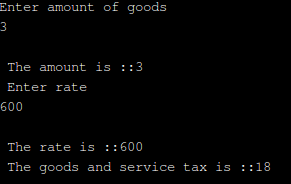 Enter amount of goods
3
The amount is ::3
Enter rate
600
The rate is ::600
The goods and service tax is ::18